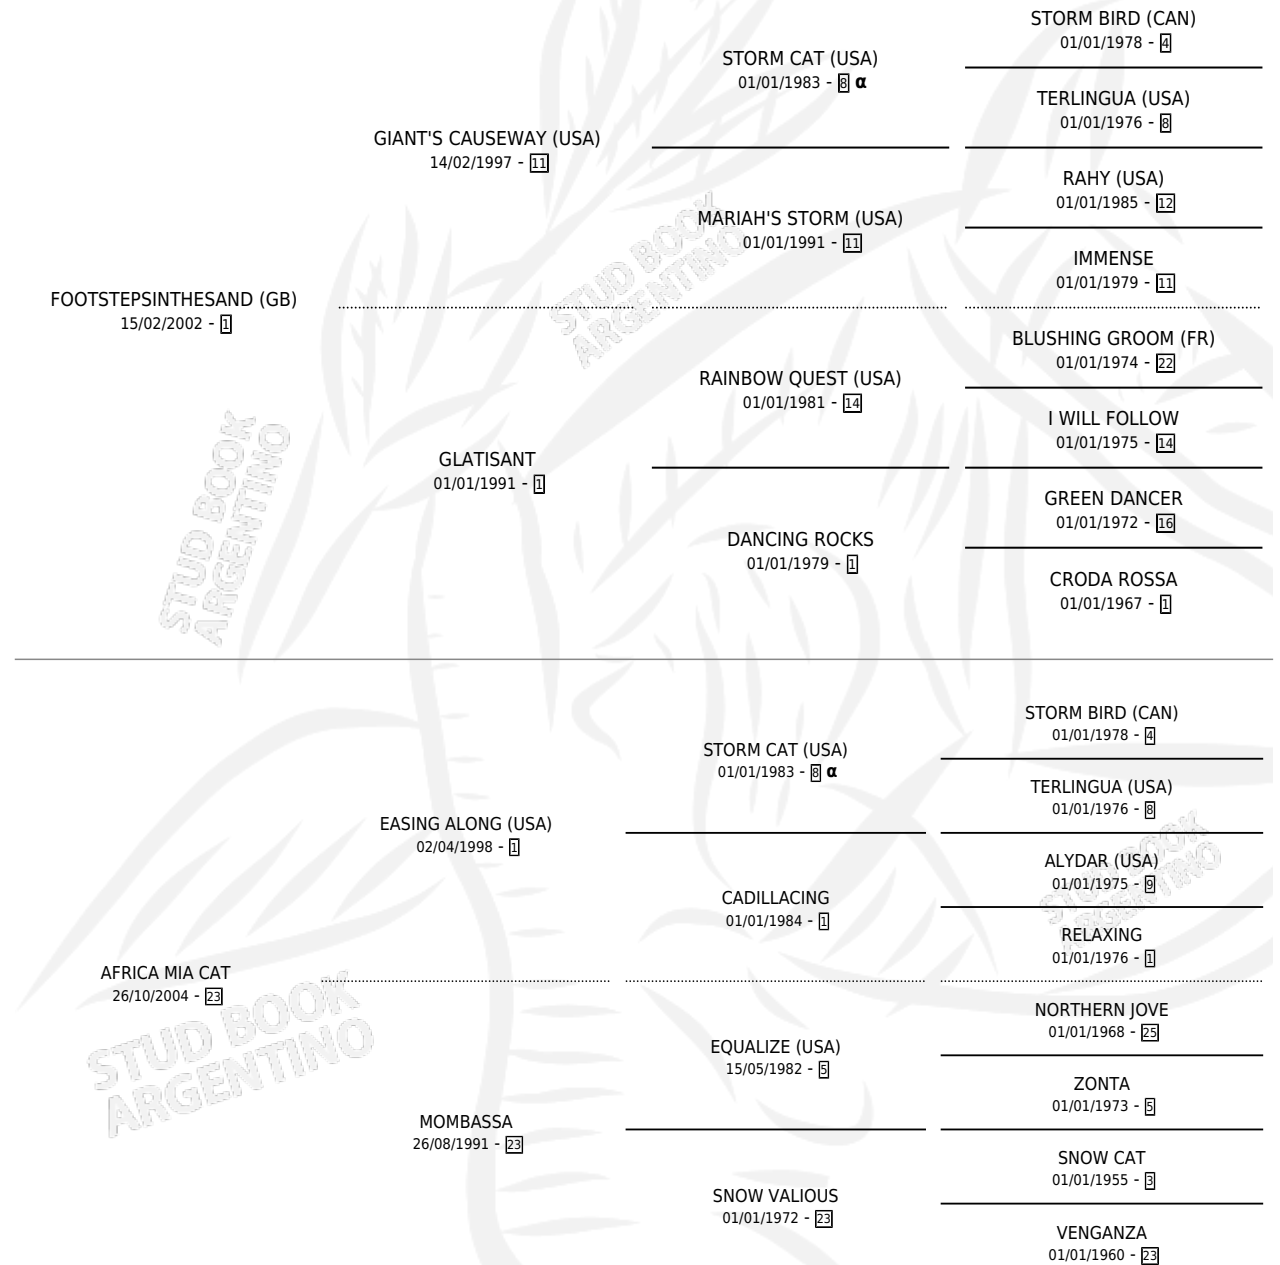 STORM BIRD (CAN)
01/01/1978 - 4
STORM CAT (USA)
01/01/1983 - 8 α
TERLINGUA (USA)
01/01/1976 - 8
GIANT'S CAUSEWAY (USA)
14/02/1997 - 11
RAHY (USA)
01/01/1985 - 12
MARIAH'S STORM (USA)
01/01/1991 - 11
IMMENSE
01/01/1979 - 11
FOOTSTEPSINTHESAND (GB)
15/02/2002 - 1
STUD BOOK
ARGENTINO
BLUSHING GROOM (FR)
01/01/1974 - 22
RAINBOW QUEST (USA)
01/01/1981 - 14
I WILL FOLLOW
01/01/1975 - 14
GLATISANT
01/01/1991 - 1
GREEN DANCER
01/01/1972 - 16
DANCING ROCKS
01/01/1979 - 1
CRODA ROSSA
01/01/1967 - 1
STUD BOOK
ARGENTINO
STORM BIRD (CAN)
01/01/1978 - 4
STORM CAT (USA)
01/01/1983 - 8 α
TERLINGUA (USA)
01/01/1976 - 8
EASING ALONG (USA)
02/04/1998 - 1
ALYDAR (USA)
01/01/1975 - 9
CADILLACING
01/01/1984 - 1
RELAXING
01/01/1976 - 1
STUD BOOK
ARGENTINO
AFRICA MIA CAT
26/10/2004 - 23
STUD BOOK
ARGENTINO
NORTHERN JOVE
01/01/1968 - 25
EQUALIZE (USA)
15/05/1982 - 5
ZONTA
01/01/1973 - 5
MOMBASSA
26/08/1991 - 23
SNOW CAT
01/01/1955 - 3
SNOW VALIOUS
01/01/1972 - 23
VENGANZA
01/01/1960 - 23